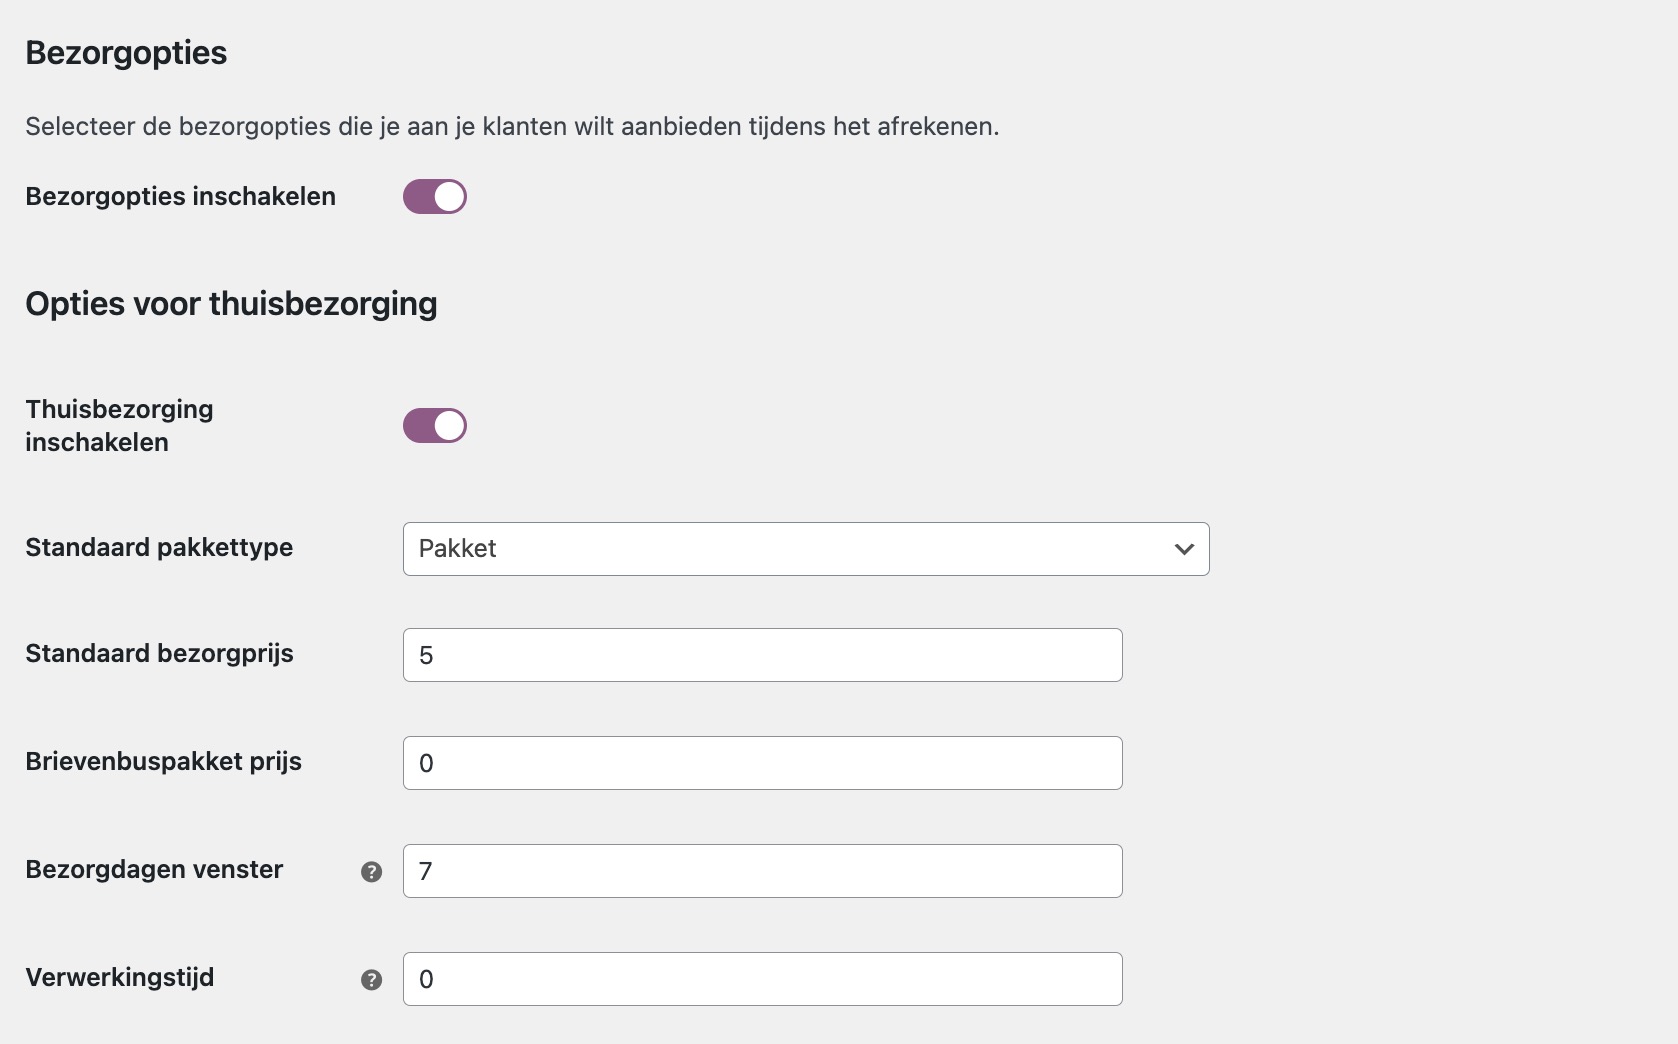 Bezorgopties
Selecteer de bezorgopties die je aan je klanten wilt aanbieden tijdens het afrekenen.
Bezorgopties inschakelen
Opties voor thuisbezorging
Thuisbezorging
inschakelen
Standaard pakkettype
Pakket
Standaard bezorgprijs
5
Brievenbuspakket prijs
0
Bezorgdagen venster
?
7
Verwerkingstijd
?
0